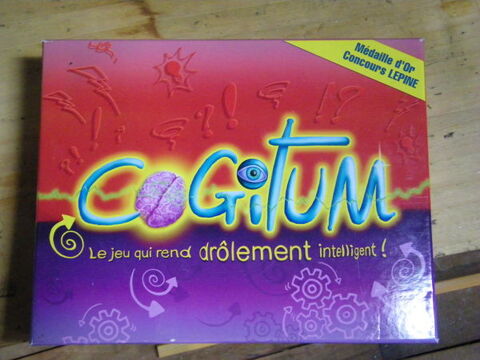 Médaille d'Or
Concours LEPINE
COGiTUM
Le jeu qui rend drôlement intelligent !